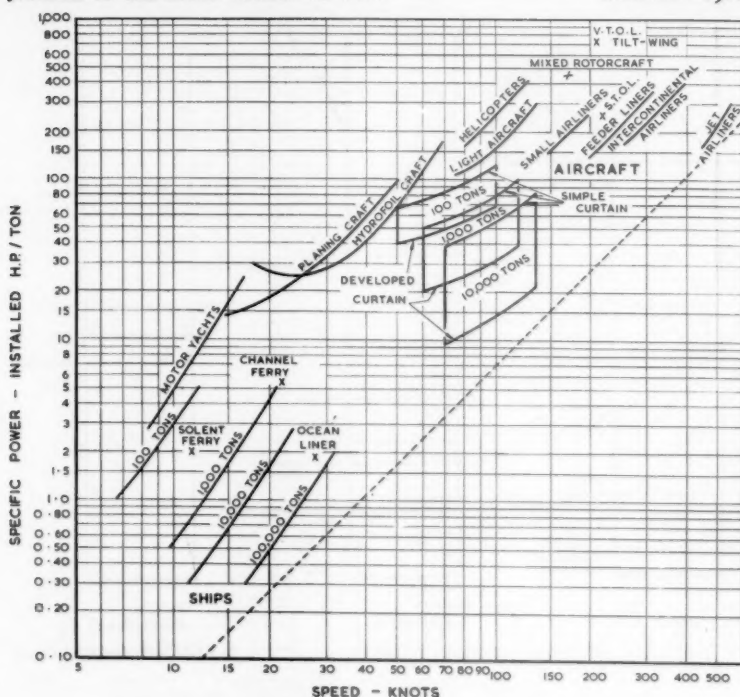 1,000
800
500
400
300
200
150
100
80
60
50
40
30
20
15
10
8
6
5
4
3
2
1·5
1·0
0·80
0·60
0·50
0·40
0·30
0·20
0·10
SPECIFIC POWER – INSTALLED H.P./TON
V.T.O.L.
X TILT-WING
MIXED ROTORCRAFT
X
HELICOPTERS
LIGHT AIRCRAFT
SMALL AIRLINERS
X S.T.O.L.
FEEDER LINERS
INTERCONTINENTAL
AIRLINERS
JET
AIRLINERS
AIRCRAFT
PLANING CRAFT
HYDROFOIL CRAFT
100 TONS
1000 TONS
10,000 TONS
SIMPLE
CURTAIN
DEVELOPED
CURTAIN
MOTOR YACHTS
CHANNEL
FERRY
X
100 TONS
SOLENT
FERRY
X
1000 TONS
OCEAN
LINER
X
10,000 TONS
100,000 TONS
SHIPS
5
10
15
20
30
40
50
60
70
80
90
100
150
200
300
400
500
SPEED – KNOTS